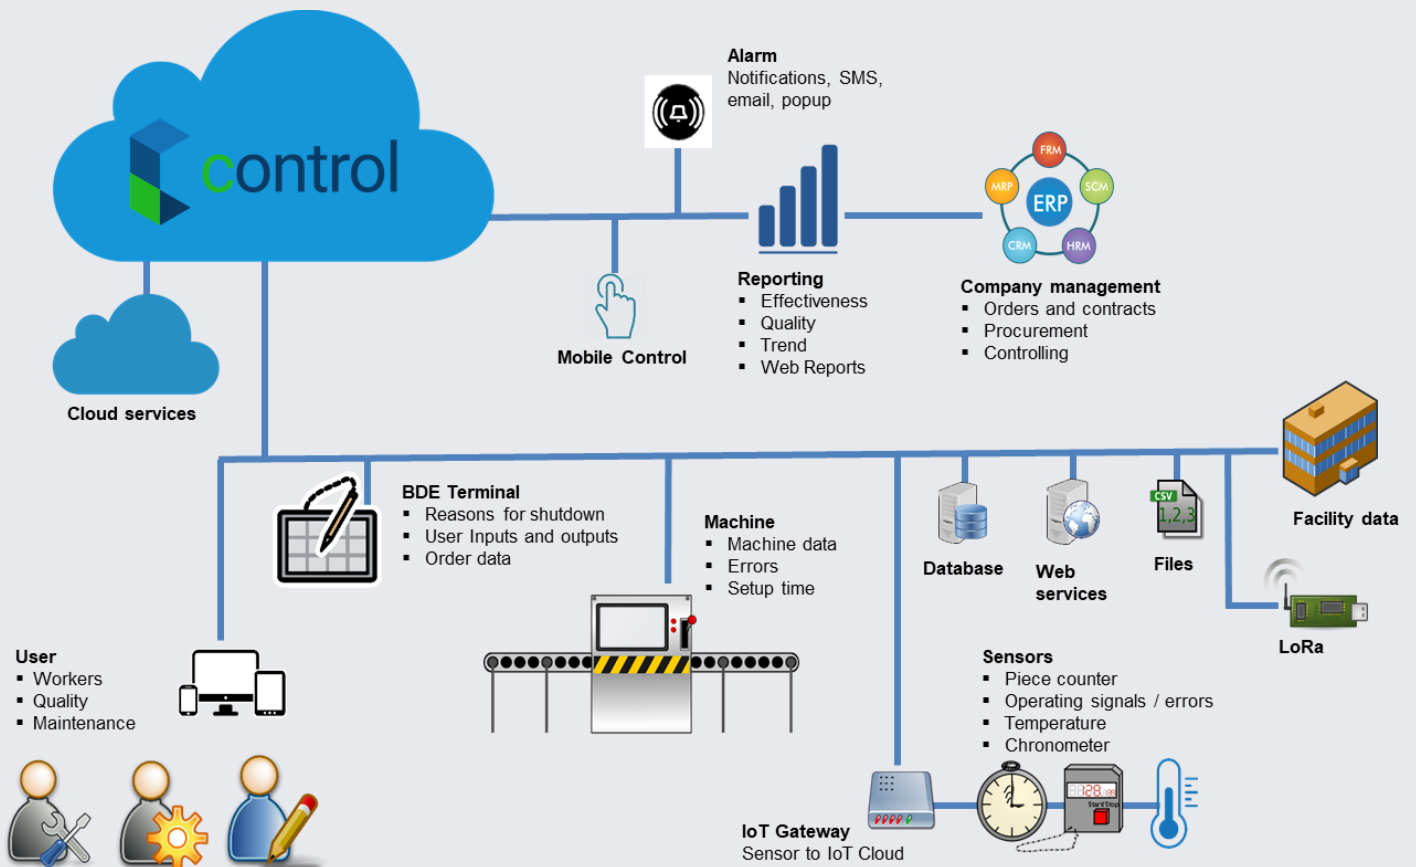 control
Cloud services
Alarm
Notifications, SMS,
email, popup
Mobile Control
Reporting
▪ Effectiveness
▪ Quality
▪ Trend
▪ Web Reports
FRM
MRP
SCM
ERP
CRM
HRM
Company management
▪ Orders and contracts
▪ Procurement
▪ Controlling
BDE Terminal
▪ Reasons for shutdown
▪ User Inputs and outputs
▪ Order data
Machine
▪ Machine data
▪ Errors
▪ Setup time
Database
Web
services
CSV
1,2,3
Files
Facility data
LoRa
User
▪ Workers
▪ Quality
▪ Maintenance
Sensors
▪ Piece counter
▪ Operating signals / errors
▪ Temperature
▪ Chronometer
Start/Stop
IoT Gateway
Sensor to IoT Cloud